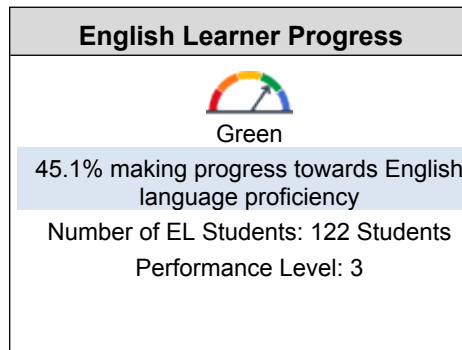 English Learner Progress
Green
45.1% making progress towards English
language proficiency
Number of EL Students: 122 Students
Performance Level: 3